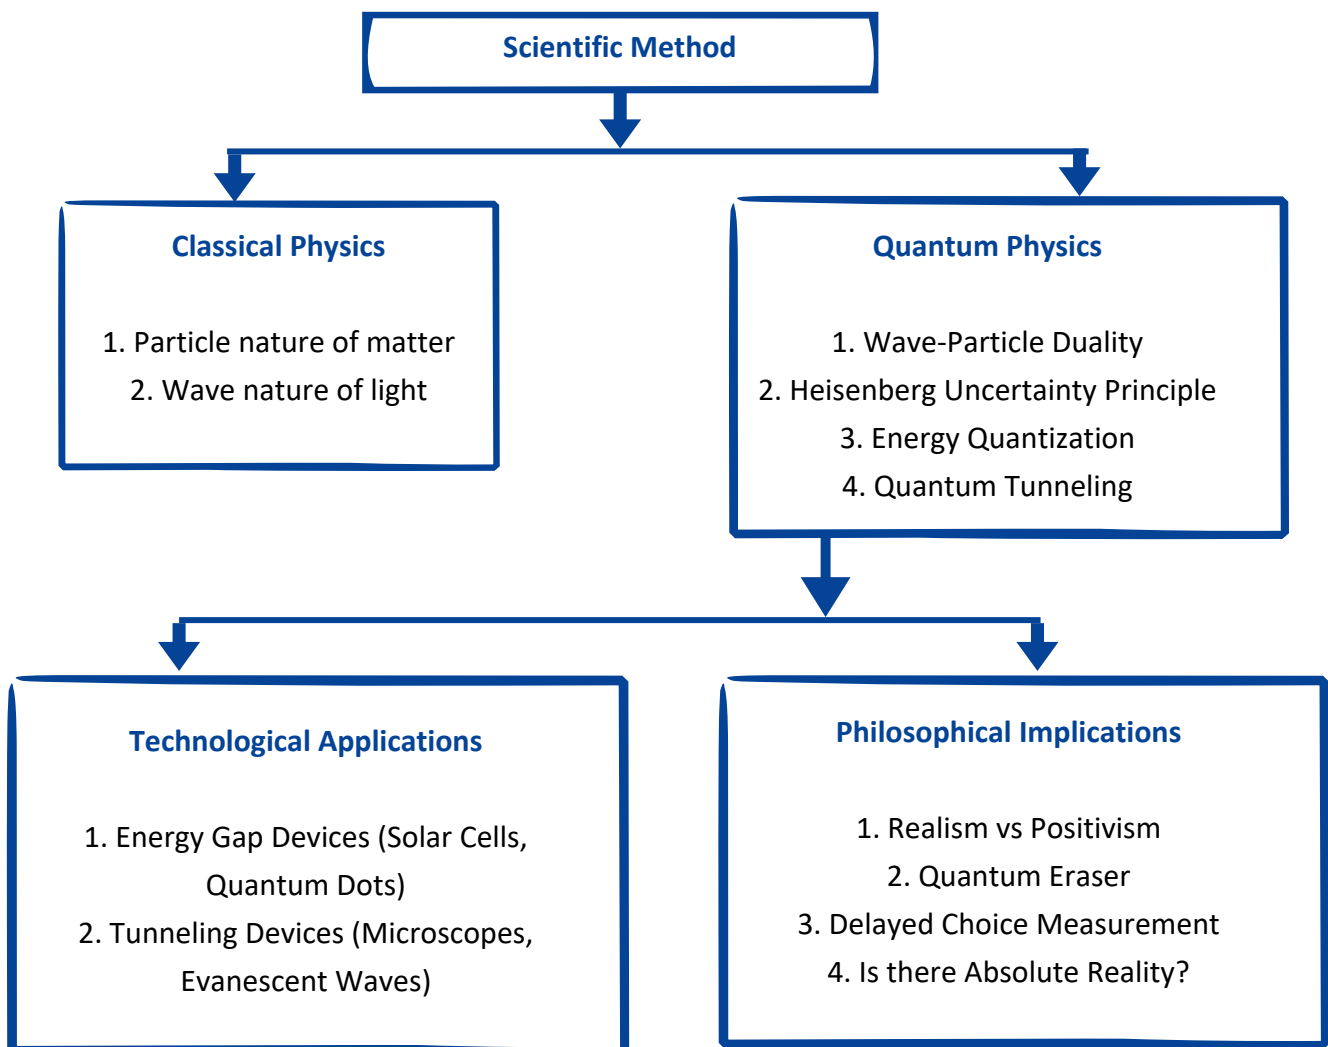 Scientific Method
Classical Physics
1. Particle nature of matter
2. Wave nature of light
Quantum Physics
1. Wave-Particle Duality
2. Heisenberg Uncertainty Principle
3. Energy Quantization
4. Quantum Tunneling
Technological Applications
1. Energy Gap Devices (Solar Cells,
Quantum Dots)
2. Tunneling Devices (Microscopes,
Evanescent Waves)
Philosophical Implications
1. Realism vs Positivism
2. Quantum Eraser
3. Delayed Choice Measurement
4. Is there Absolute Reality?